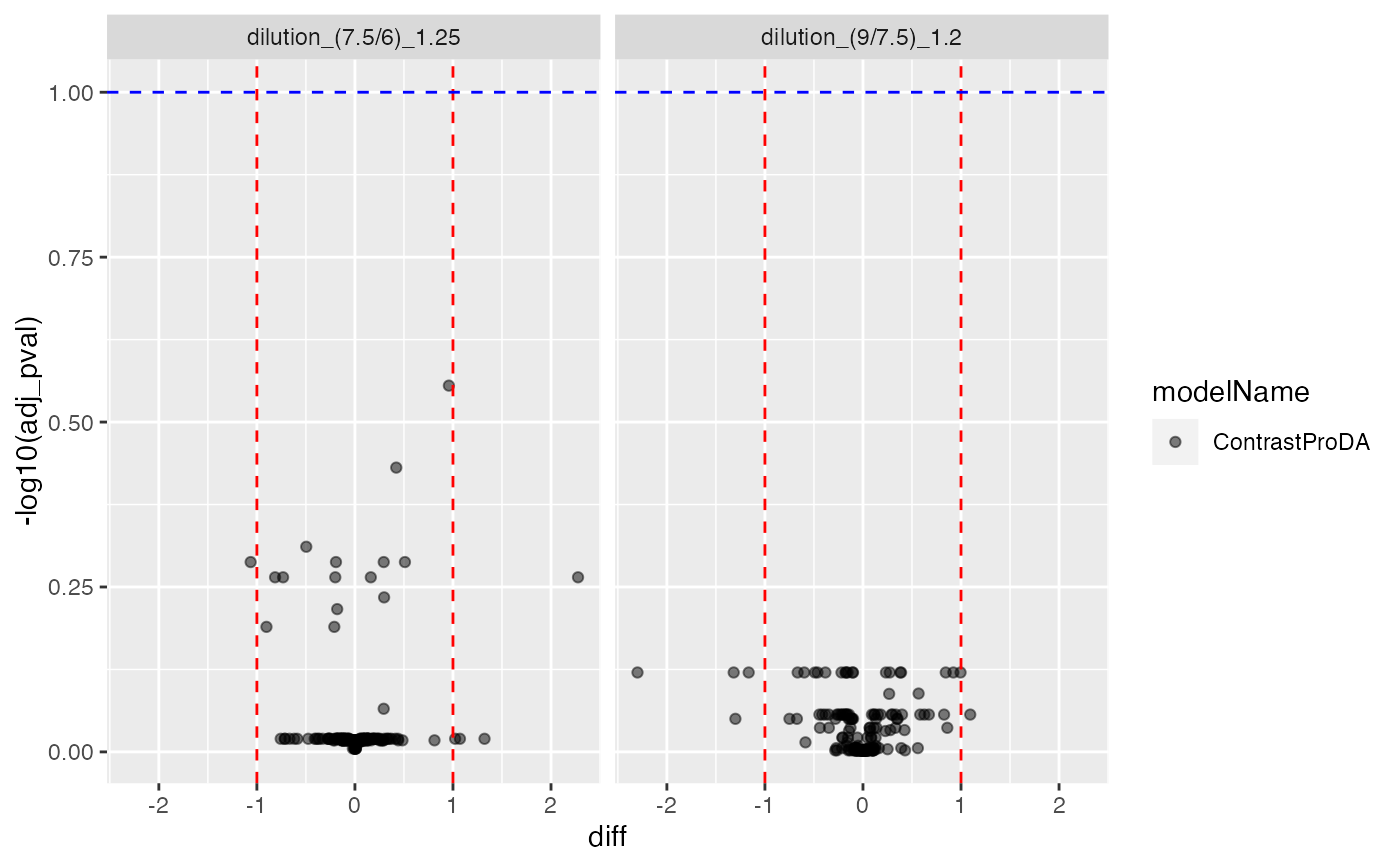 dilution_(7.5/6)_1.25
dilution_(9/7.5)_1.2
1.00
0.75
0.50
0.25
0.00
-log10(adj_pval)
-2
-1
0
1
2
-2
-1
0
1
2
diff
modelName
ContrastProDA